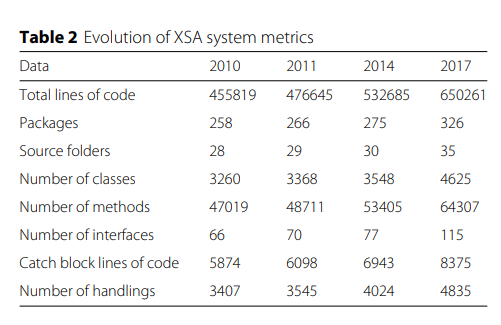 Table 2 Evolution of XSA system metrics
Data 2010 2011 2014 2017
Total lines of code 455819 476645 532685 650261
Packages 258 266 275 326
Source folders 28 29 30 35
Number of classes 3260 3368 3548 4625
Number of methods 47019 48711 53405 64307
Number of interfaces 66 70 77 115
Catch block lines of code 5874 6098 6943 8375
Number of handlings 3407 3545 4024 4835